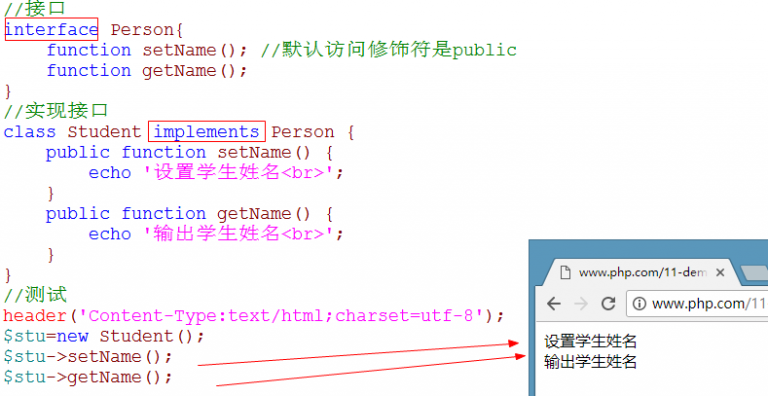 //接口
interface Person{
    function setName(); //默认访问修饰符是public
    function getName();
}
//实现接口
class Student implements Person {
    public function setName() {
        echo '设置学生姓名<br>';
    }
    public function getName() {
        echo '输出学生姓名<br>';
    }
}
//测试
header('Content-Type:text/html;charset=utf-8');
$stu=new Student();
$stu->setName();
$stu->getName();
www.php.com/11-dem
www.php.com/11
设置学生姓名
输出学生姓名